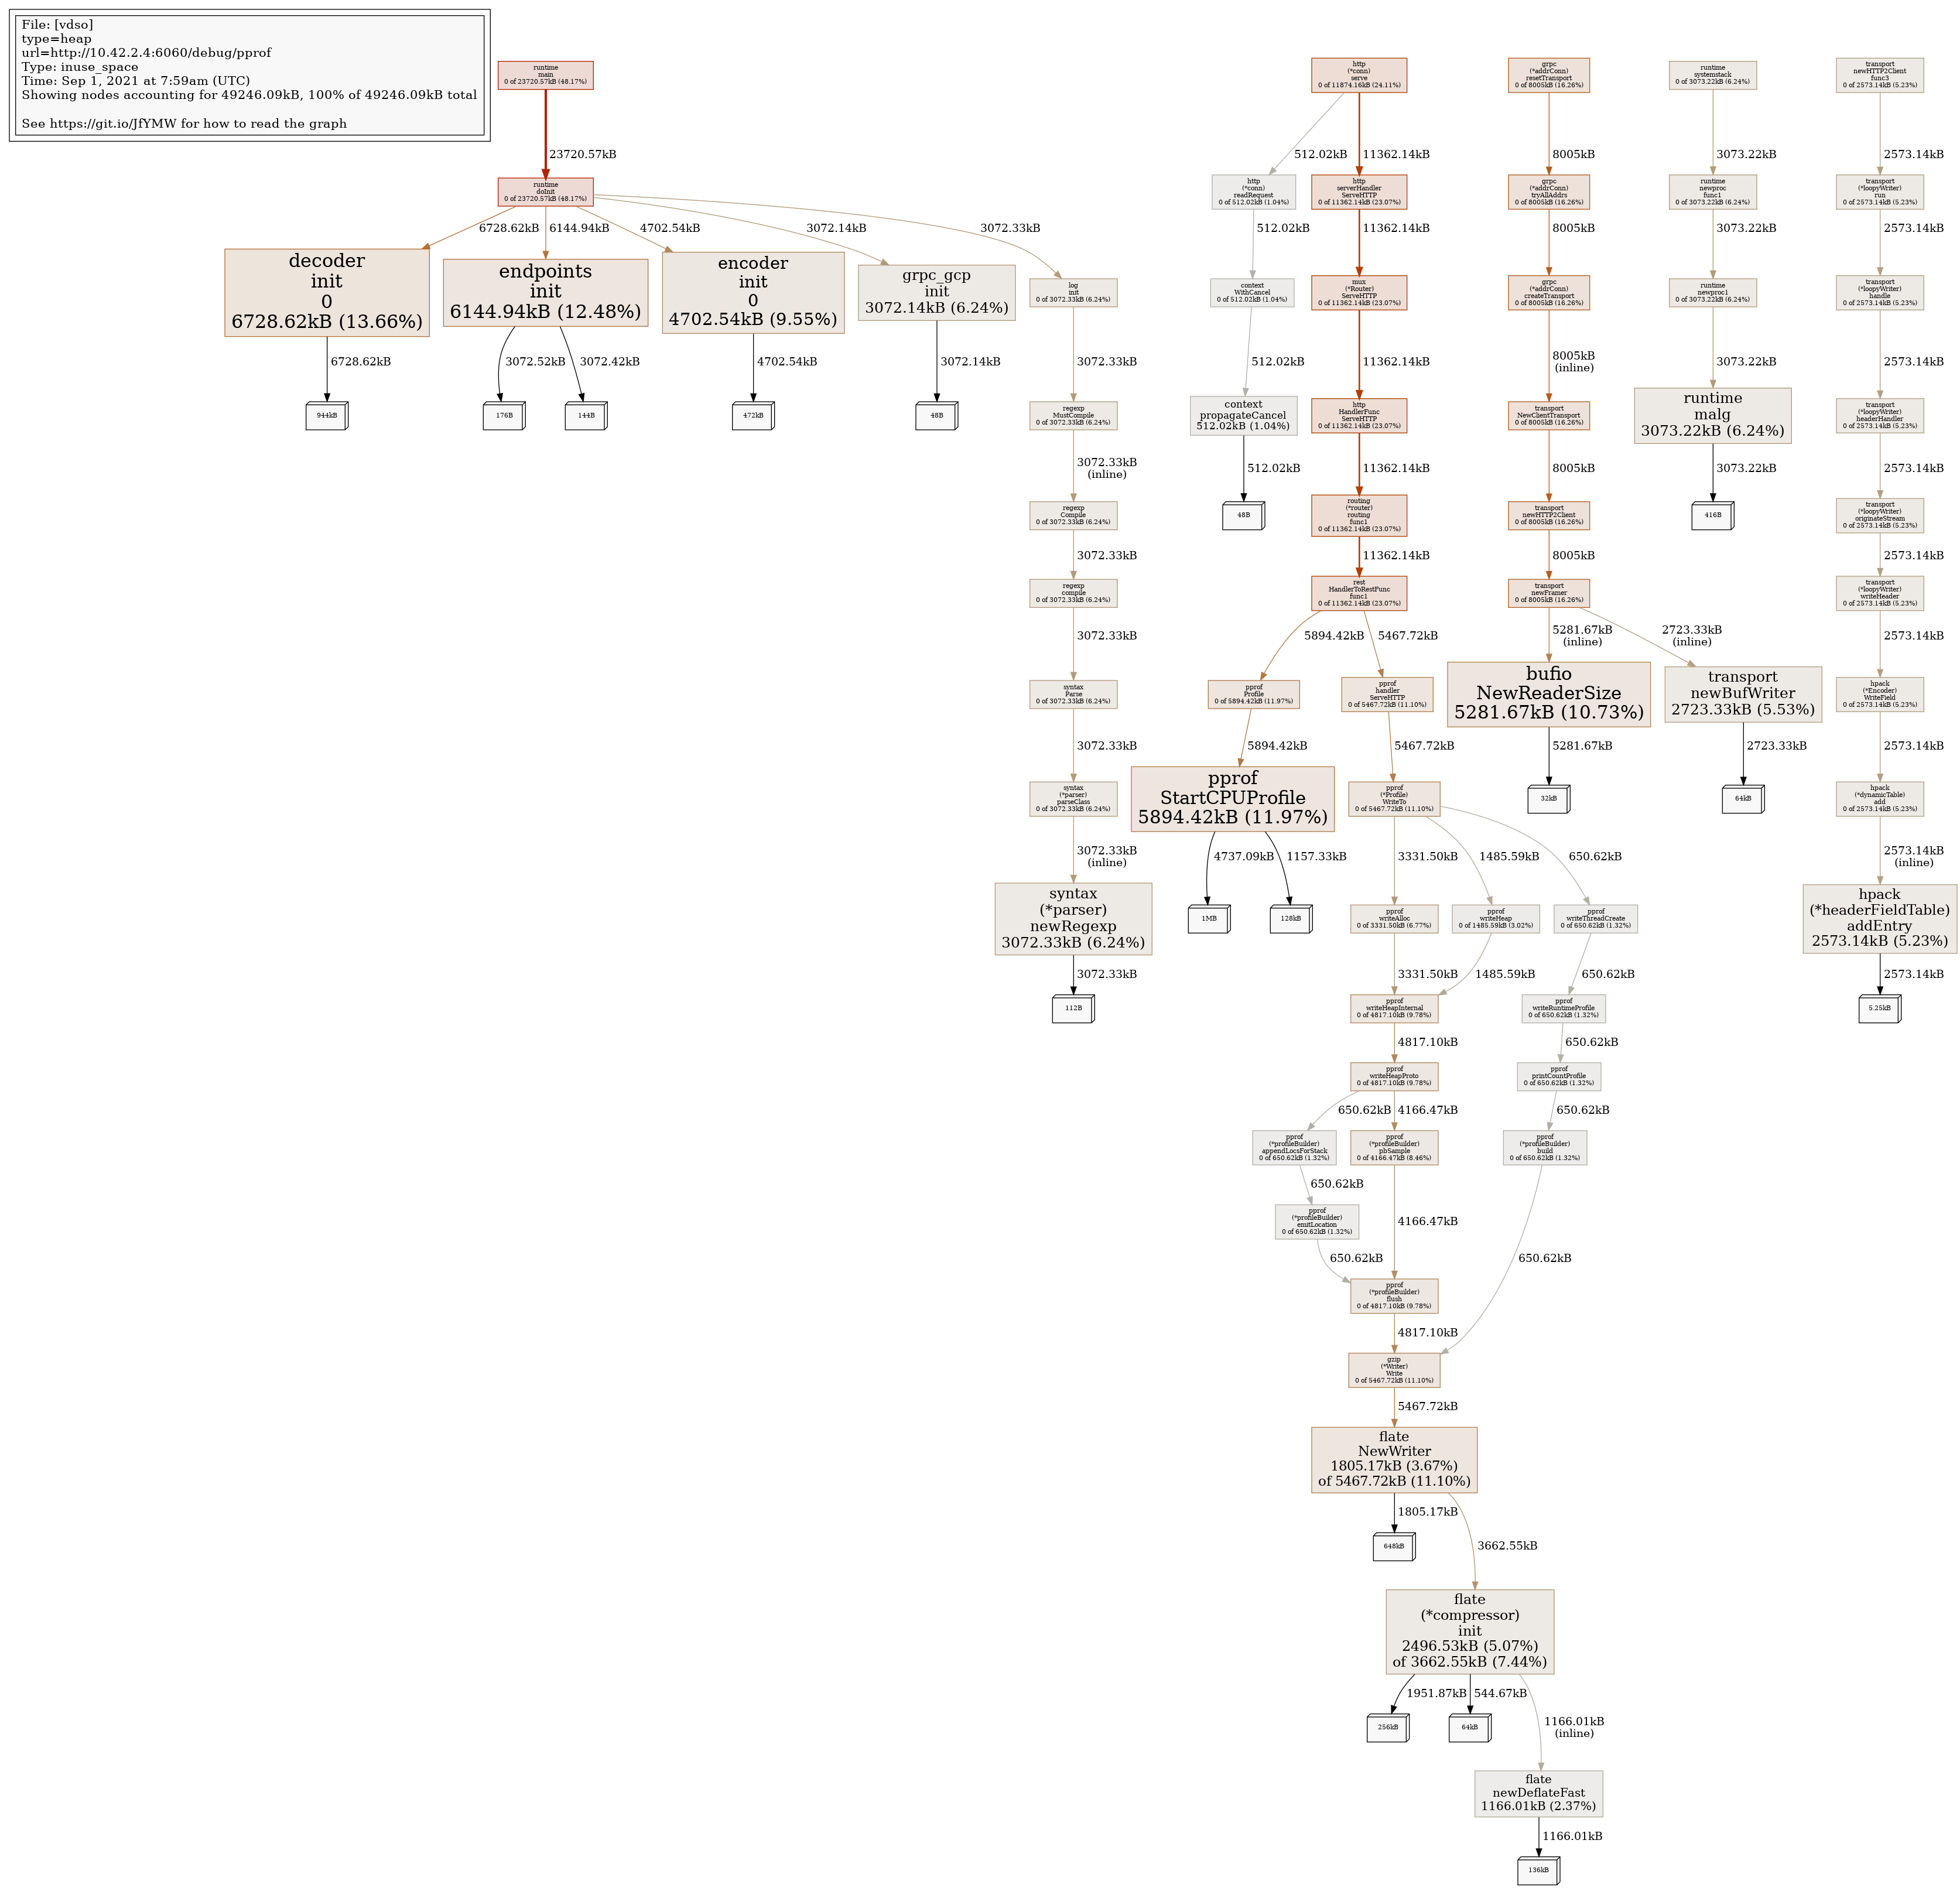 File: [vdso]
type=heap
url=http://10.42.2.4:6060/debug/pprof
Type: inuse_space
Time: Sep 1, 2021 at 7:59am (UTC)
Showing nodes accounting for 49246.09kB, 100% of 49246.09kB total
See https://git.io/JfYMW for how to read the graph
runtime
main
0 of 23720.57kB (48.17%)
23720.57kB
runtime
doInit
0 of 23720.57kB (48.17%)
6728.62kB
6144.94kB
4702.54kB
3072.14kB
3072.33kB
decoder
init
0
6728.62kB (13.66%)
6728.62kB
944kB
endpoints
init
6144.94kB (12.48%)
3072.52kB
3072.42kB
176B
144B
encoder
init
0
4702.54kB (9.55%)
4702.54kB
472kB
grpc_gcp
init
3072.14kB (6.24%)
3072.14kB
48B
log
init
0 of 3072.33kB (6.24%)
3072.33kB
regexp
MustCompile
0 of 3072.33kB (6.24%)
3072.33kB
(inline)
regexp
Compile
0 of 3072.33kB (6.24%)
3072.33kB
regexp
compile
0 of 3072.33kB (6.24%)
3072.33kB
syntax
Parse
0 of 3072.33kB (6.24%)
3072.33kB
syntax
(*parser)
parseClass
0 of 3072.33kB (6.24%)
3072.33kB
(inline)
syntax
(*parser)
newRegexp
3072.33kB (6.24%)
3072.33kB
112B
http
(*conn)
serve
0 of 11874.16kB (24.11%)
512.02kB
11362.14kB
http
(*conn)
readRequest
0 of 512.02kB (1.04%)
512.02kB
context
WithCancel
0 of 512.02kB (1.04%)
512.02kB
context
propagateCancel
512.02kB (1.04%)
512.02kB
48B
http
serverHandler
ServeHTTP
0 of 11362.14kB (23.07%)
11362.14kB
mux
(*Router)
ServeHTTP
0 of 11362.14kB (23.07%)
11362.14kB
http
HandlerFunc
ServeHTTP
0 of 11362.14kB (23.07%)
11362.14kB
routing
(*router)
routing
func1
0 of 11362.14kB (23.07%)
11362.14kB
rest
HandlerToRestFunc
func1
0 of 11362.14kB (23.07%)
5894.42kB
5467.72kB
pprof
Profile
0 of 5894.42kB (11.97%)
5894.42kB
pprof
StartCPUProfile
5894.42kB (11.97%)
4737.09kB
1157.33kB
1MB
128kB
pprof
handler
ServeHTTP
0 of 5467.72kB (11.10%)
5467.72kB
pprof
(*Profile)
WriteTo
0 of 5467.72kB (11.10%)
3331.50kB
1485.59kB
650.62kB
pprof
writeAlloc
0 of 3331.50kB (6.77%)
pprof
writeHeap
0 of 1485.59kB (3.02%)
pprof
writeThreadCreate
0 of 650.62kB (1.32%)
3331.50kB
1485.59kB
650.62kB
pprof
writeHeapInternal
0 of 4817.10kB (9.78%)
pprof
writeRuntimeProfile
0 of 650.62kB (1.32%)
4817.10kB
650.62kB
pprof
writeHeapProto
0 of 4817.10kB (9.78%)
pprof
printCountProfile
0 of 650.62kB (1.32%)
650.62kB
4166.47kB
650.62kB
pprof
(*profileBuilder)
appendLocsForStack
0 of 650.62kB (1.32%)
pprof
(*profileBuilder)
pbSample
0 of 4166.47kB (8.46%)
pprof
(*profileBuilder)
build
0 of 650.62kB (1.32%)
650.62kB
pprof
(*profileBuilder)
emitLocation
0 of 650.62kB (1.32%)
4166.47kB
650.62kB
650.62kB
pprof
(*profileBuilder)
flush
0 of 4817.10kB (9.78%)
4817.10kB
gzip
(*Writer)
Write
0 of 5467.72kB (11.10%)
5467.72kB
flate
NewWriter
1805.17kB (3.67%)
of 5467.72kB (11.10%)
1805.17kB
3662.55kB
648kB
flate
(*compressor)
init
2496.53kB (5.07%)
of 3662.55kB (7.44%)
1951.87kB
544.67kB
1166.01kB
(inline)
256kB
64kB
flate
newDeflateFast
1166.01kB (2.37%)
1166.01kB
136kB
grpc
(*addrConn)
resetTransport
0 of 8005kB (16.26%)
8005kB
grpc
(*addrConn)
tryAllAddrs
0 of 8005kB (16.26%)
8005kB
grpc
(*addrConn)
createTransport
0 of 8005kB (16.26%)
8005kB
(inline)
transport
NewClientTransport
0 of 8005kB (16.26%)
8005kB
transport
newHTTP2Client
0 of 8005kB (16.26%)
8005kB
transport
newFramer
0 of 8005kB (16.26%)
5281.67kB
(inline)
2723.33kB
(inline)
bufio
NewReaderSize
5281.67kB (10.73%)
5281.67kB
32kB
transport
newBufWriter
2723.33kB (5.53%)
2723.33kB
64kB
runtime
systemstack
0 of 3073.22kB (6.24%)
3073.22kB
runtime
newproc
func1
0 of 3073.22kB (6.24%)
3073.22kB
runtime
newproc1
0 of 3073.22kB (6.24%)
3073.22kB
runtime
malg
3073.22kB (6.24%)
3073.22kB
416B
transport
newHTTP2Client
func3
0 of 2573.14kB (5.23%)
2573.14kB
transport
(*loopyWriter)
run
0 of 2573.14kB (5.23%)
2573.14kB
transport
(*loopyWriter)
handle
0 of 2573.14kB (5.23%)
2573.14kB
transport
(*loopyWriter)
headerHandler
0 of 2573.14kB (5.23%)
2573.14kB
transport
(*loopyWriter)
originateStream
0 of 2573.14kB (5.23%)
2573.14kB
transport
(*loopyWriter)
writeHeader
0 of 2573.14kB (5.23%)
2573.14kB
hpack
(*Encoder)
WriteField
0 of 2573.14kB (5.23%)
2573.14kB
hpack
(*dynamicTable)
add
0 of 2573.14kB (5.23%)
2573.14kB
(inline)
hpack
(*headerFieldTable)
addEntry
2573.14kB (5.23%)
2573.14kB
5.25kB